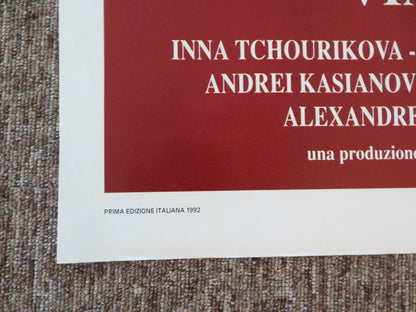 INNA TCHOURIKOVA -
ANDREI KASIANOV
ALEXANDRE
una produzione
PRIMA EDIZIONE ITALIANA 1992